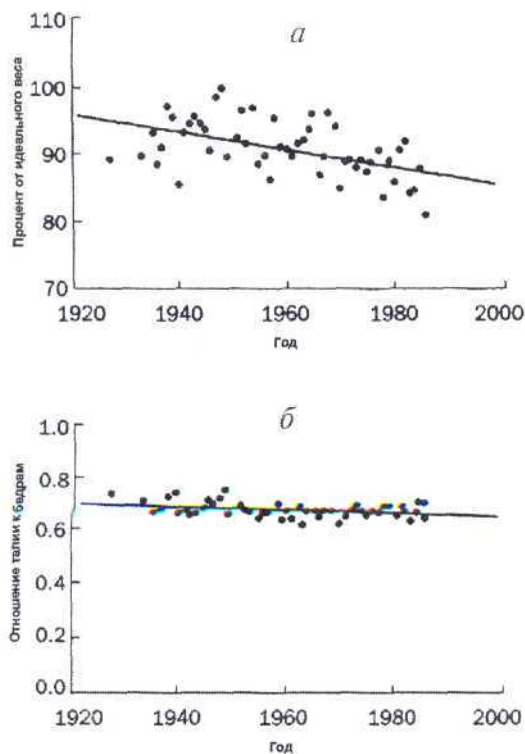 а
110
100
90
80
70
Процент от идеального веса
1920 1940 1960 1980 2000
Год
б
1.0
0.8
0.6
0.4
0.2
0.0
Отношение талии к бедрам
1920 1940 1960 1980 2000
Год